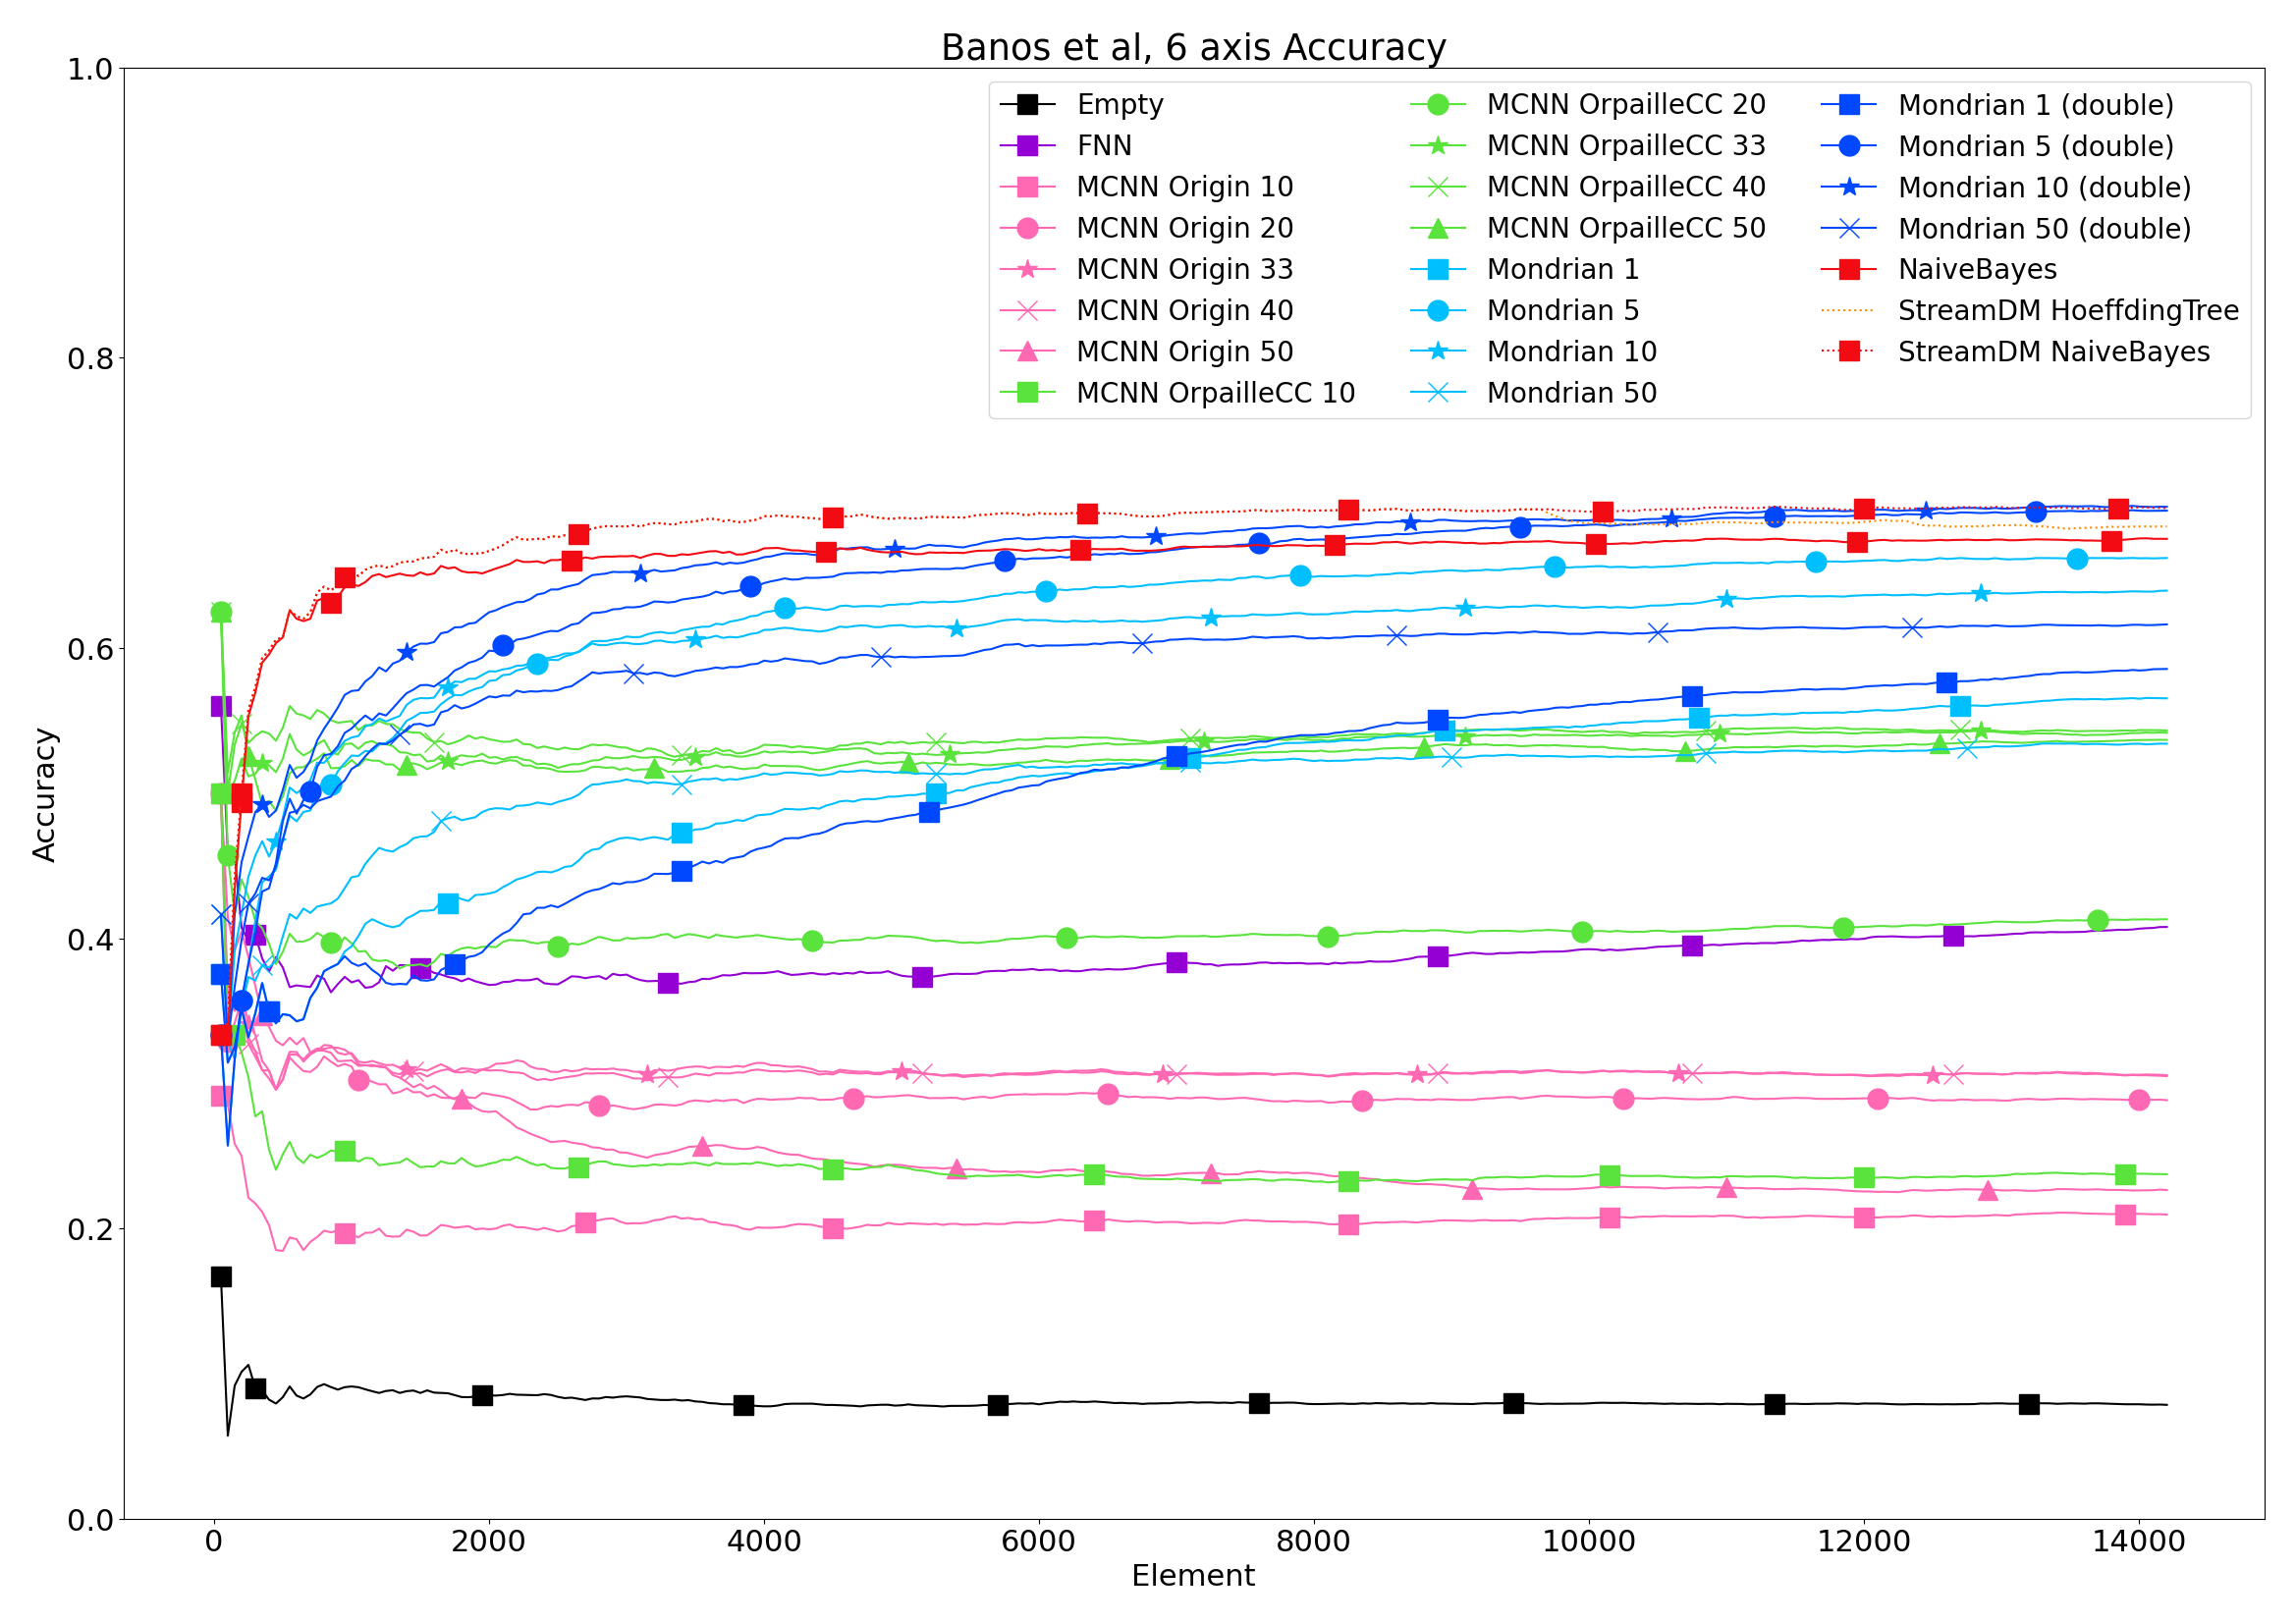 Banos et al, 6 axis Accuracy
1.0
0.8
0.6
0.4
0.2
0.0
Accuracy
Empty
FNN
MCNN Origin 10
MCNN Origin 20
MCNN Origin 33
MCNN Origin 40
MCNN Origin 50
MCNN OrpailleCC 10
MCNN OrpailleCC 20
MCNN OrpailleCC 33
MCNN OrpailleCC 40
MCNN OrpailleCC 50
Mondrian 1
Mondrian 5
Mondrian 10
Mondrian 50
Mondrian 1 (double)
Mondrian 5 (double)
Mondrian 10 (double)
Mondrian 50 (double)
NaiveBayes
StreamDM HoeffdingTree
StreamDM NaiveBayes
0 2000 4000 6000 8000 10000 12000 14000
Element